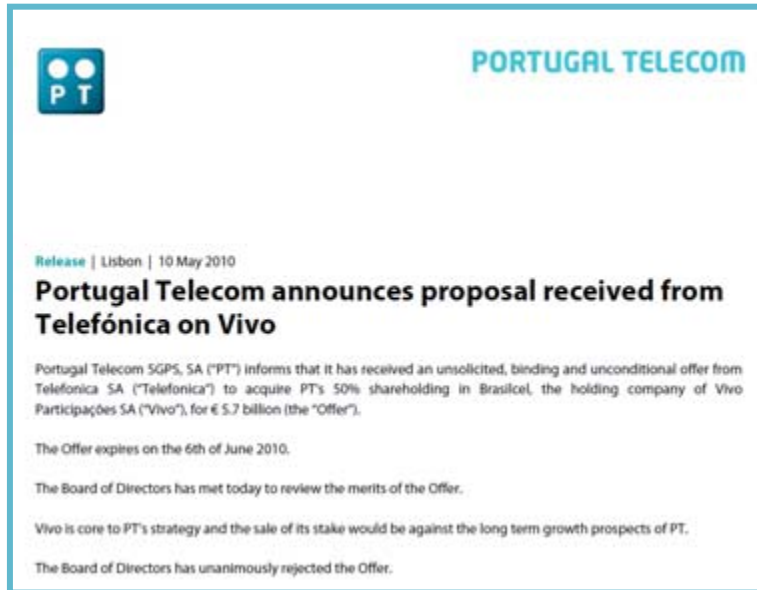 PT
PORTUGAL TELECOM
Release | Lisbon | 10 May 2010
Portugal Telecom announces proposal received from
Telefónica on Vivo
Portugal Telecom SGPS, SA ("PT") informs that it has received an unsolicited, binding and unconditional offer from
Telefonica SA ("Telefonica") to acquire PT's 50% shareholding in Brasilcel, the holding company of Vivo
Participações SA ("Vivo"), for € 5.7 billion (the "Offer").
The Offer expires on the 6th of June 2010.
The Board of Directors has met today to review the merits of the Offer.
Vivo is core to PT's strategy and the sale of its stake would be against the long term growth prospects of PT.
The Board of Directors has unanimously rejected the Offer.